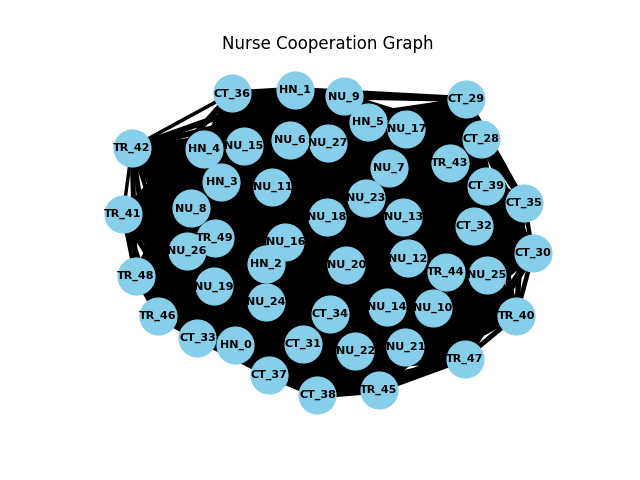 Nurse Cooperation Graph
CT_36
HN_1
NU_9
CT_29
HN_5
NU_17
CT_28
TR_42
HN_4
NU_15
NU_6
NU_27
NU_7
TR_43
HN_3
NU_11
CT_39
NU_8
NU_23
CT_35
TR_41
NU_18
NU_13
CT_32
TR_49
NU_16
NU_26
CT_30
HN_2
NU_20
NU_12
TR_44
NU_25
TR_48
NU_19
NU_24
NU_14
NU_10
TR_46
CT_34
TR_40
CT_33
HN_0
CT_31
NU_22
NU_21
TR_47
CT_37
CT_38
TR_45